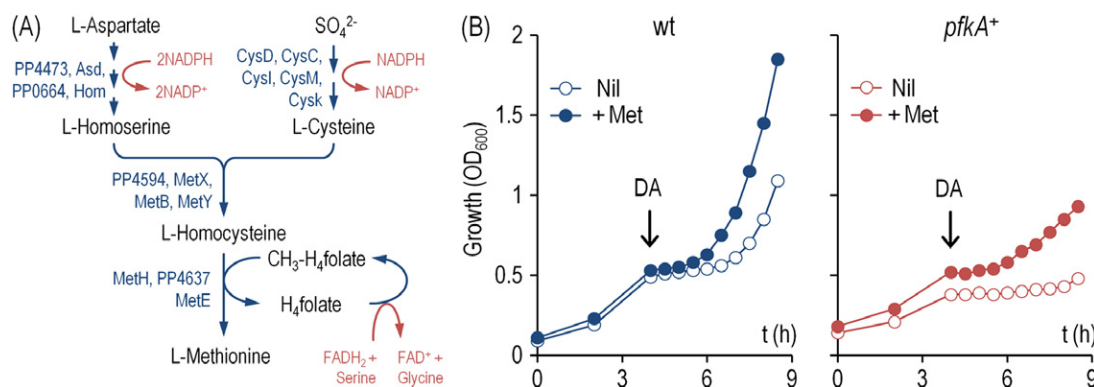 (A)
L-Aspartate
SO₄²⁻
PP4473, Asd,
PP0664, Hom
2NADPH
2NADP⁺
CysD, CysC,
CysI, CysM,
Cysk
NADPH
NADP⁺
L-Homoserine
L-Cysteine
PP4594, MetX,
MetB, MetY
L-Homocysteine
MetH, PP4637
MetE
CH₃-H₄folate
H₄folate
L-Methionine
FADH₂ +
Serine
FAD⁺ +
Glycine
(B)
wt
Growth (OD₆₀₀)
2
1.5
1
0.5
0
Nil
+ Met
DA
t (h)
0 3 6 9
pfkA⁺
Nil
+ Met
DA
t (h)
0 3 6 9